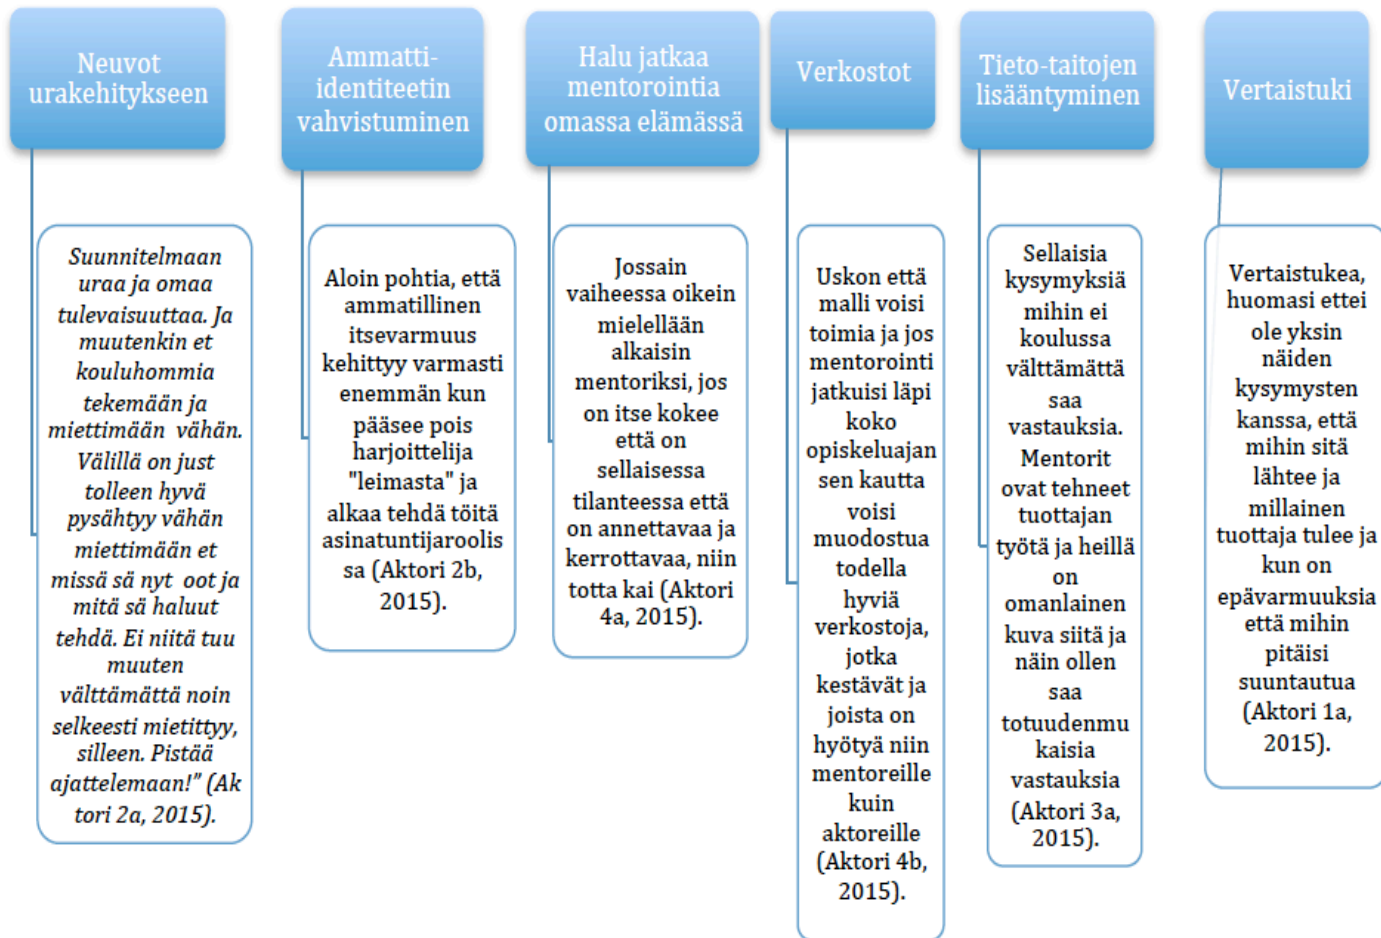 Neuvot
urakehitykseen
Suunnitelmaan
uraa ja omaa
tulevaisuuttaa. Ja
muutenkin et
kouluhommia
tekemään ja
miettimään vähän.
Välillä on just
tolleen hyvä
pysähtyy vähän
miettimään et
missä sä nyt oot ja
mitä sä haluut
tehdä. Ei niitä tuu
muuten
välttämättä noin
selkeesti mietittyy,
silleen. Pistää
ajattelemaan!" (Ak
tori 2a, 2015).
Ammatti-
identiteetin
vahvistuminen
Aloin pohtia, että
ammatillinen
itsevarmuus
kehittyy varmasti
enemmän kun
pääsee pois
harjoittelija
"leimasta" ja
alkaa tehdä töitä
asinatuntijaroolis
sa (Aktori 2b,
2015).
Halu jatkaa
mentorointia
omassa elämässä
Jossain
vaiheessa oikein
mielellään
alkaisin
mentoriksi, jos
on itse kokee
että on
sellaisessa
tilanteessa että
on annettavaa ja
kerrottavaa, niin
totta kai (Aktori
4a, 2015).
Verkostot
Uskon että
malli voisi
toimia ja jos
mentorointi
jatkuisi läpi
koko
opiskeluajan
sen kautta
voisi
muodostua
todella
hyviä
verkostoja,
jotka
kestävät ja
joista on
hyötyä niin
mentoreille
kuin
aktoreille
(Aktori 4b,
2015).
Tieto-taitojen
lisääntyminen
Sellaisia
kysymyksiä
mihin ei
koulussa
välttämättä
saa
vastauksia.
Mentorit
ovat tehneet
tuottajan
työtä ja heillä
on
omanlainen
kuva siitä ja
näin ollen
saa
totuudenmu
kaisia
vastauksia
(Aktori 3a,
2015).
Vertaistuki
Vertaistukea,
huomasi ettei
ole yksin
näiden
kysymysten
kanssa, että
mihin sitä
lähtee ja
millainen
tuottaja tulee ja
kun on
epävarmuuksia
että mihin
pitäisi
suuntautua
(Aktori 1a,
2015).